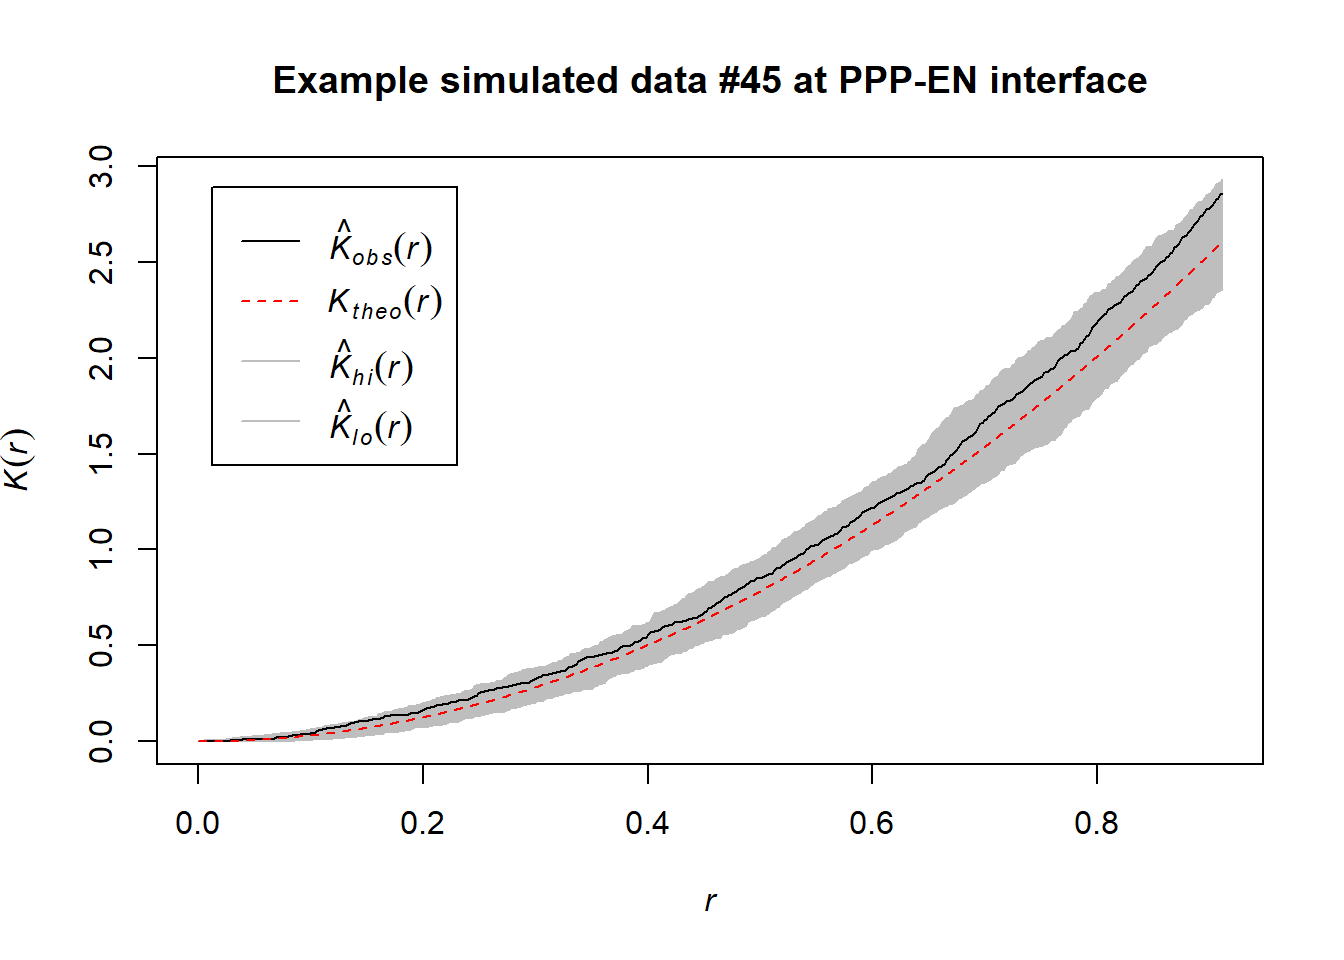 Example simulated data #45 at PPP-EN interface
K̂obs(r)
Ktheo(r)
K̂hi(r)
K̂lo(r)
K(r)
3.0
2.5
2.0
1.5
1.0
0.5
0.0
0.0 0.2 0.4 0.6 0.8
r